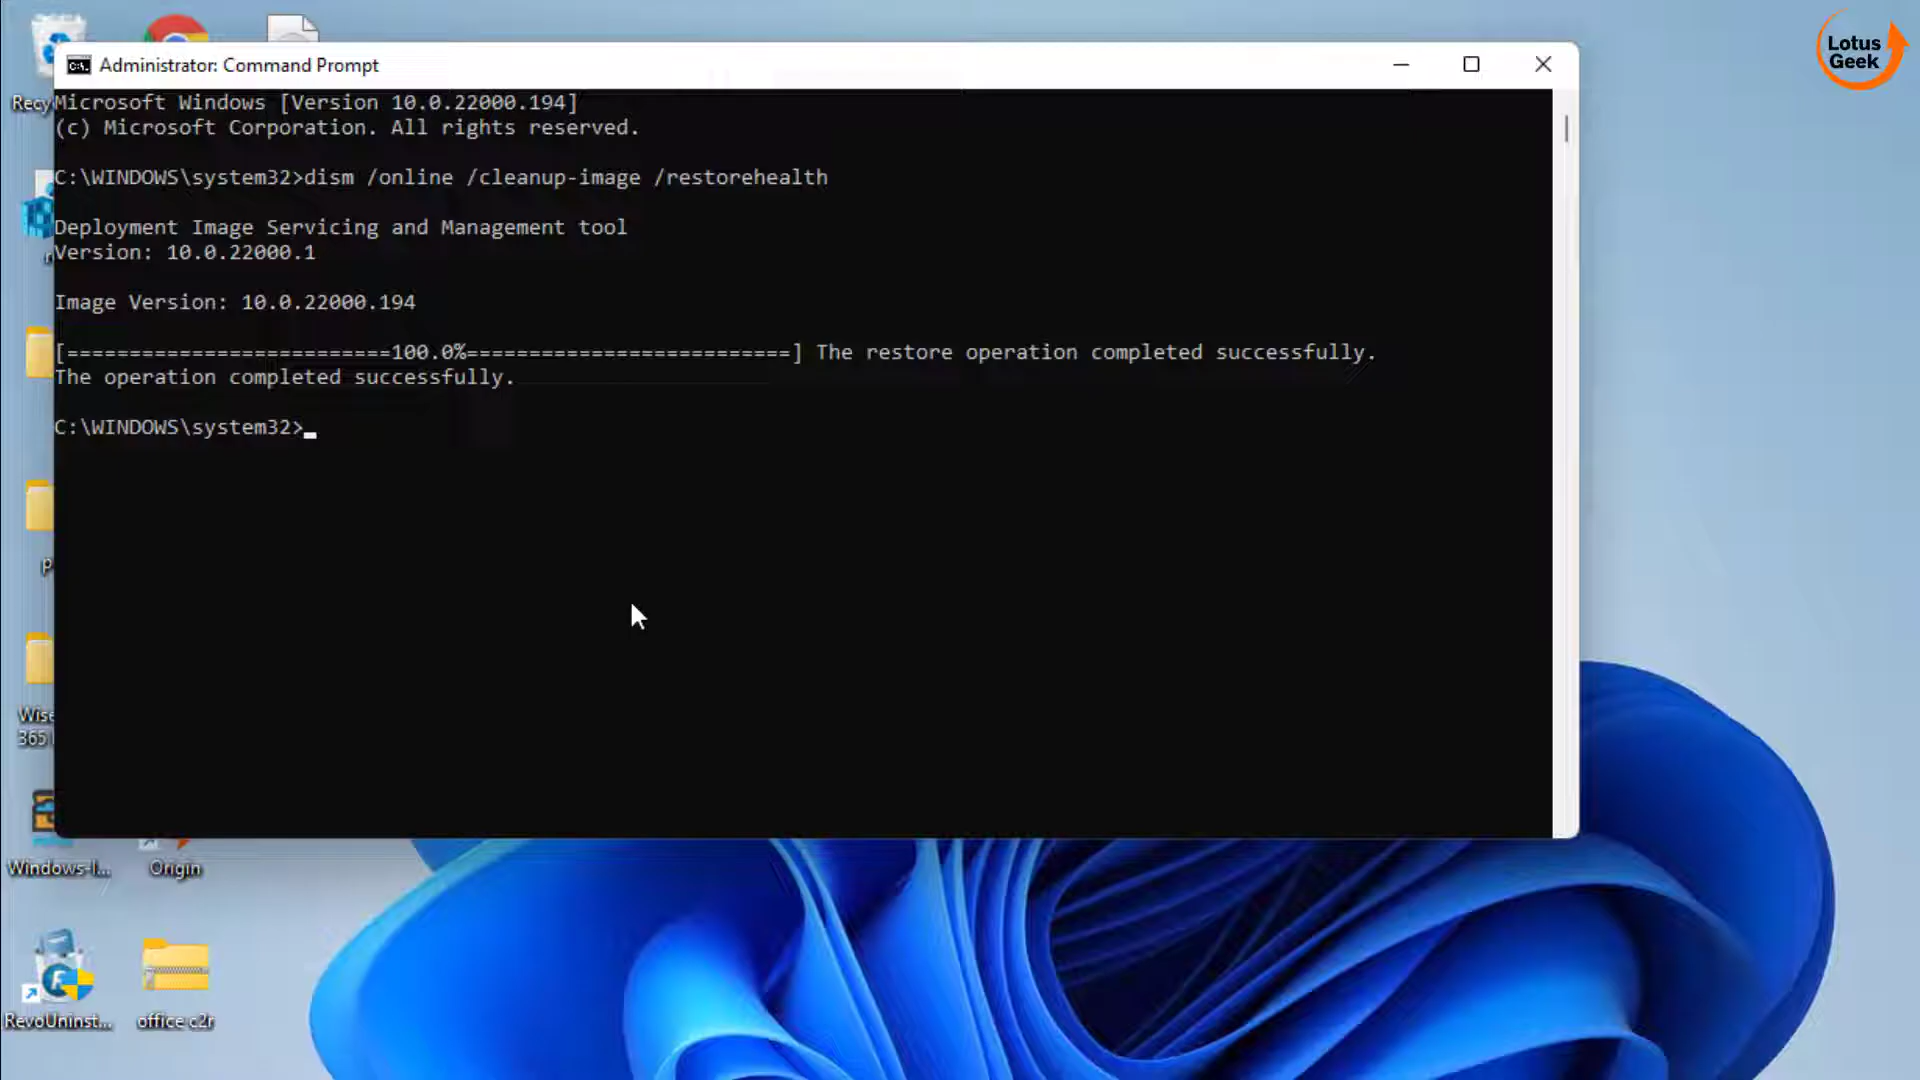 Lotus
Geek
Administrator: Command Prompt
Recy
Microsoft Windows [Version 10.0.22000.194]
(c) Microsoft Corporation. All rights reserved.
C:\WINDOWS\system32>dism /online /cleanup-image /restorehealth
Deployment Image Servicing and Management tool
Version: 10.0.22000.1
Image Version: 10.0.22000.194
[==========================100.0%==========================] The restore operation completed successfully.
The operation completed successfully.
C:\WINDOWS\system32>
Wise
365
Windows-I...
Origin
RevoUninst...
office c2r